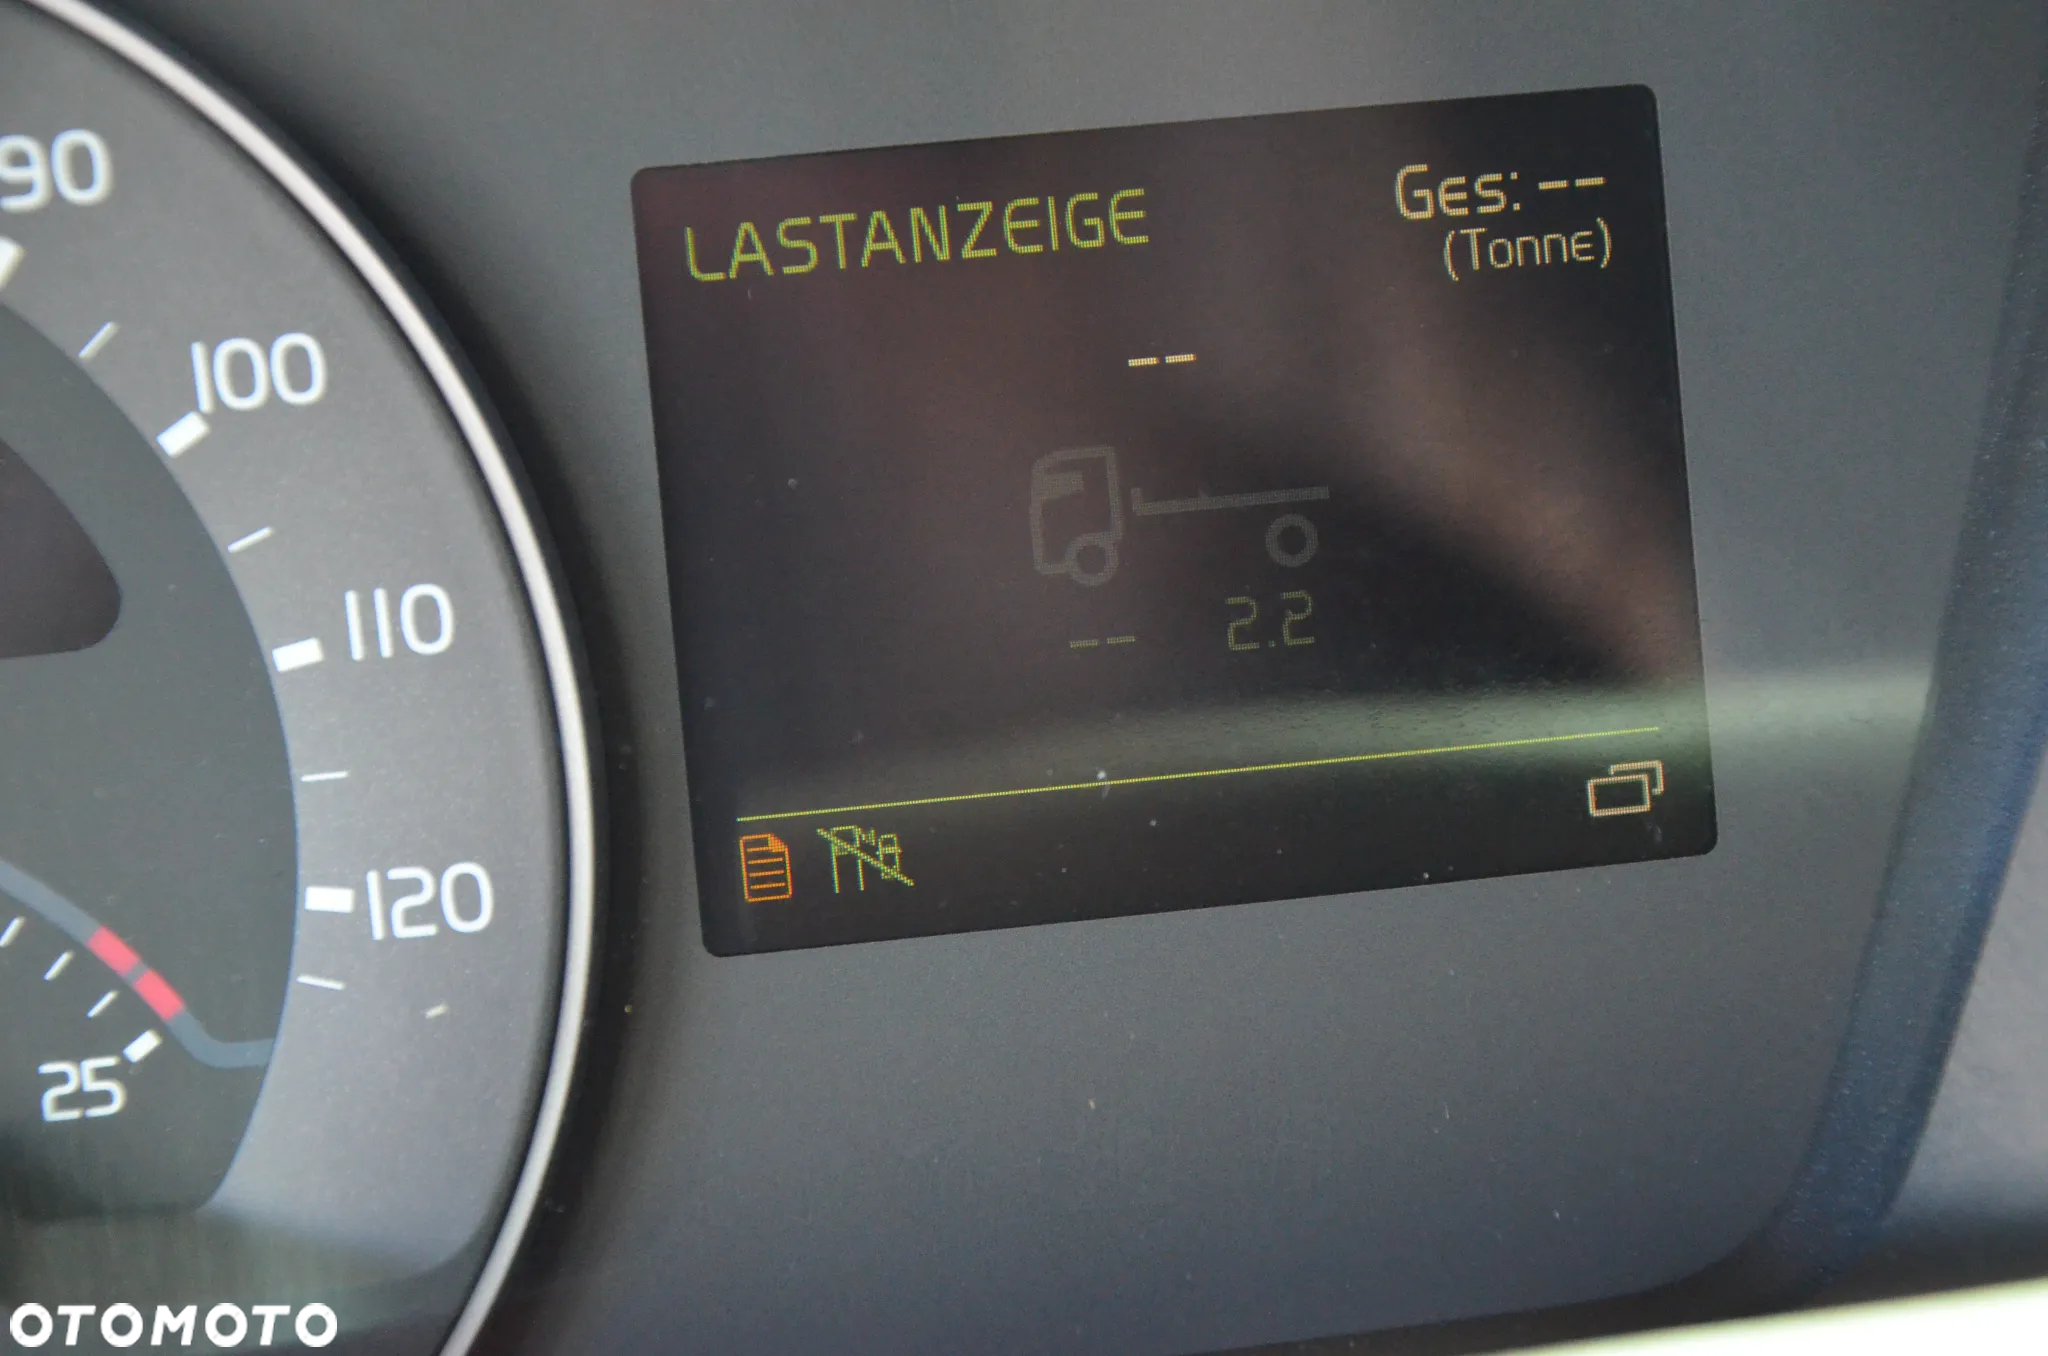 90
100
110
120
25
LASTANZEIGE
Ges: --
(Tonne)
--
-- 2.2
OTOMOTO